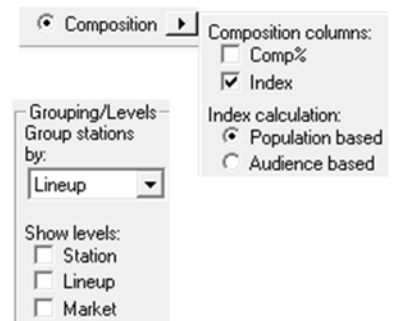 Composition
Composition columns:
Comp%
Index
Index calculation:
Population based
Audience based
Grouping/Levels
Group stations
by:
Lineup
Show levels:
Station
Lineup
Market